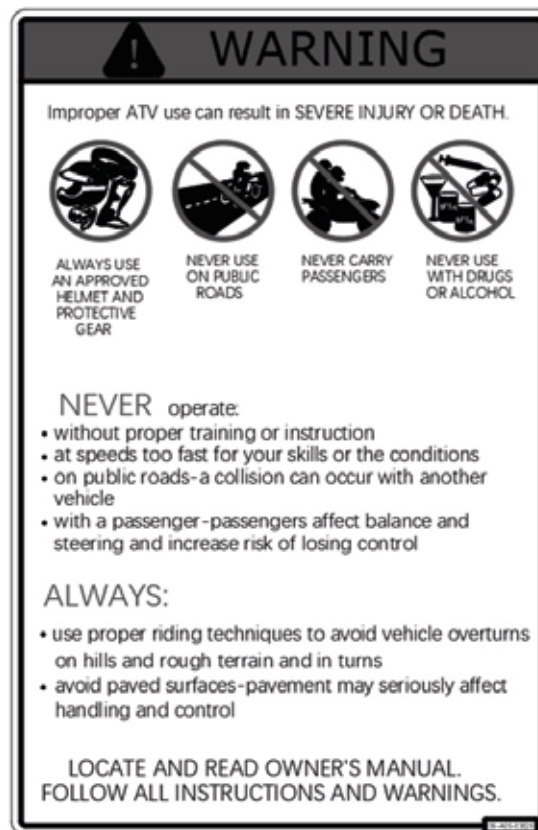 WARNING
Improper ATV use can result in SEVERE INJURY OR DEATH.
ALWAYS USE
AN APPROVED
HELMET AND
PROTECTIVE
GEAR
NEVER USE
ON PUBLIC
ROADS
NEVER CARRY
PASSENGERS
NEVER USE
WITH DRUGS
OR ALCOHOL
NEVER operate:
• without proper training or instruction
• at speeds too fast for your skills or the conditions
• on public roads-a collision can occur with another
vehicle
• with a passenger-passengers affect balance and
steering and increase risk of losing control
ALWAYS:
• use proper riding techniques to avoid vehicle overturns
on hills and rough terrain and in turns
• avoid paved surfaces-pavement may seriously affect
handling and control
LOCATE AND READ OWNER'S MANUAL.
FOLLOW ALL INSTRUCTIONS AND WARNINGS.